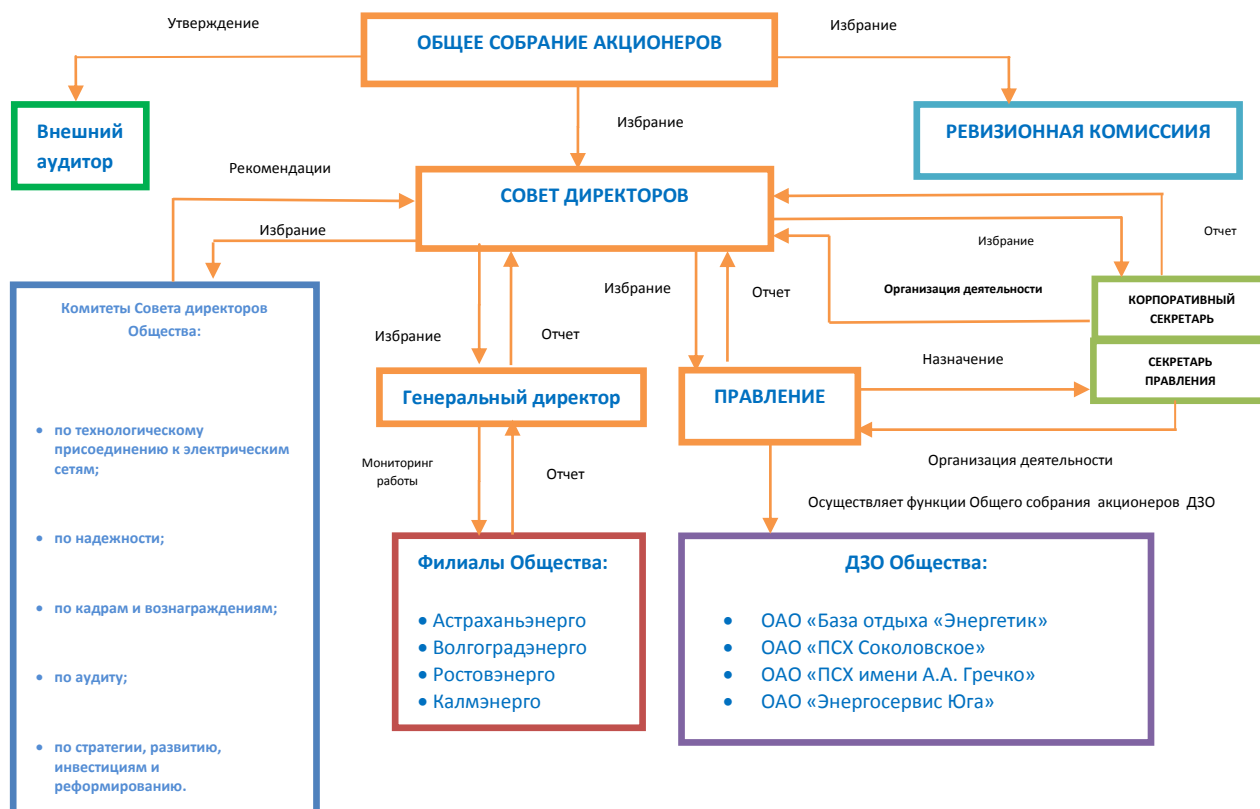 Утверждение
ОБЩЕЕ СОБРАНИЕ АКЦИОНЕРОВ
Избрание
Внешний
аудитор
Избрание
РЕВИЗИОННАЯ КОМИССИИЯ
Рекомендации
СОВЕТ ДИРЕКТОРОВ
Избрание
Избрание
Отчет
Избрание
Отчет
Организация деятельности
Комитеты Совета директоров
Общества:
КОРПОРАТИВНЫЙ
СЕКРЕТАРЬ
Избрание
Отчет
Назначение
СЕКРЕТАРЬ
ПРАВЛЕНИЯ
Генеральный директор
ПРАВЛЕНИЕ
• по технологическому
присоединению к электрическим
сетям;
Мониторинг
работы
Отчет
Организация деятельности
Осуществляет функции Общего собрания акционеров ДЗО
• по надежности;
• по кадрам и вознаграждениям;
• по аудиту;
• по стратегии, развитию,
инвестициям и
реформированию.
Филиалы Общества:
• Астраханьэнерго
• Волгоградэнерго
• Ростовэнерго
• Калмэнерго
ДЗО Общества:
• ОАО «База отдыха «Энергетик»
• ОАО «ПСХ Соколовское»
• ОАО «ПСХ имени А.А. Гречко»
• ОАО «Энергосервис Юга»